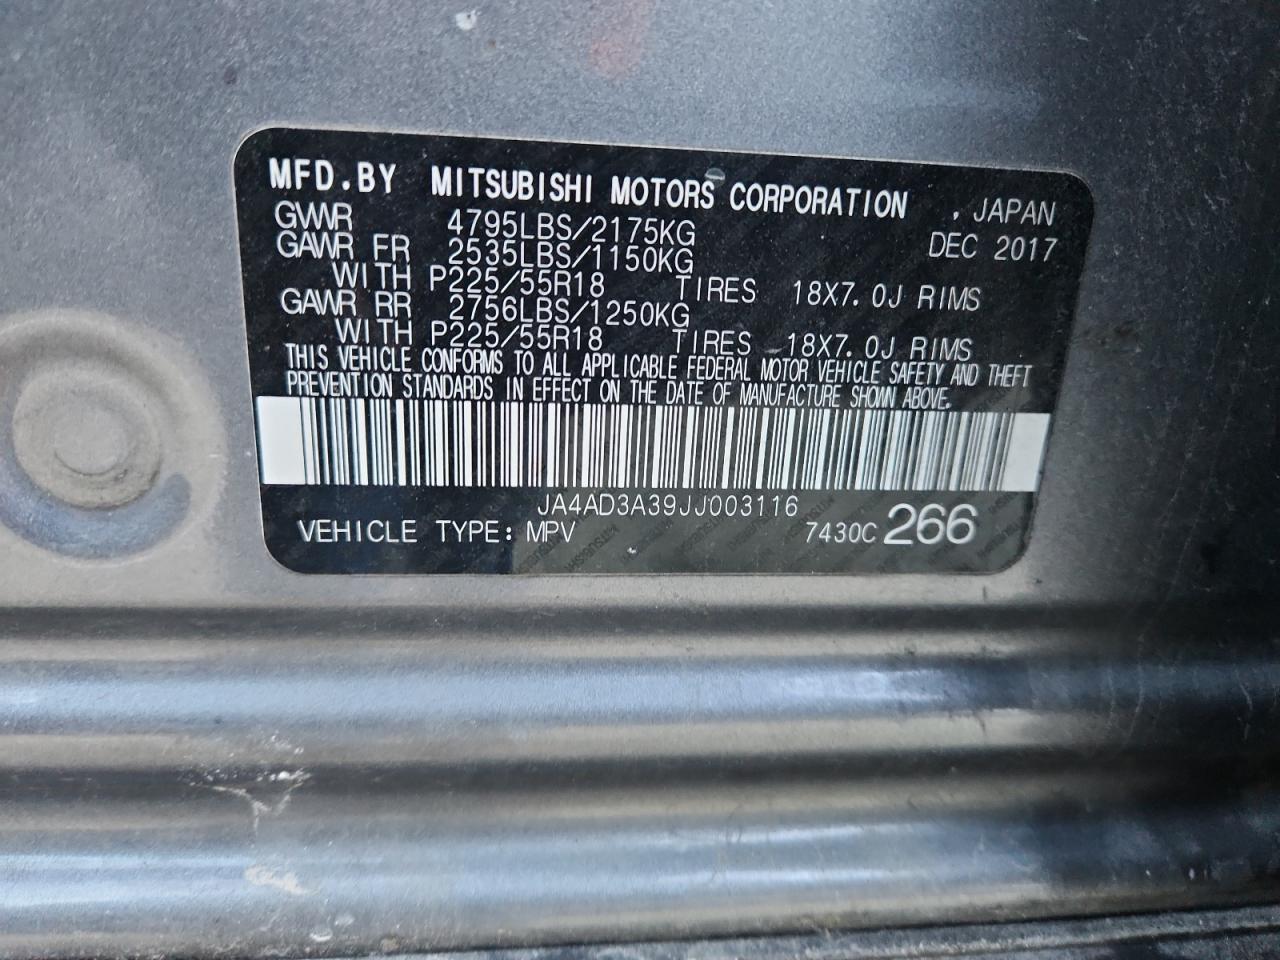 MFD.BY MITSUBISHI MOTORS CORPORATION , JAPAN
GVWR 4795LBS/2175KG DEC 2017
GAWR FR 2535LBS/1150KG
WITH P225/55R18 TIRES 18X7.0J RIMS
GAWR RR 2756LBS/1250KG
WITH P225/55R18 TIRES 18X7.0J RIMS
THIS VEHICLE CONFORMS TO ALL APPLICABLE FEDERAL MOTOR VEHICLE SAFETY AND THEFT
PREVENTION STANDARDS IN EFFECT ON THE DATE OF MANUFACTURE SHOWN ABOVE.
JA4AD3A39JJ003116
VEHICLE TYPE: MPV 7430C 266